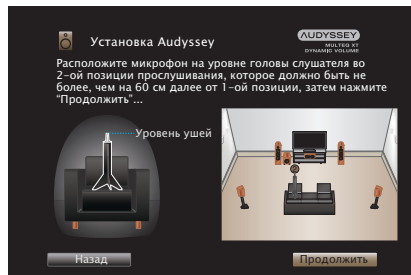 Установка Audyssey
AUDYSSEY
MULTEQ XT
DYNAMIC VOLUME
Расположите микрофон на уровне головы слушателя во
2-ой позиции прослушивания, которое должно быть не
более, чем на 60 см далее от 1-ой позиции, затем нажмите
“Продолжить”...
Уровень ушей
Назад
Продолжить